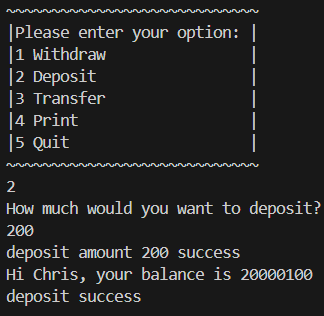 ~~~~~~~~~~~~~~~~~~~~~~~~~~~~
|Please enter your option: |
|1 Withdraw                |
|2 Deposit                 |
|3 Transfer                |
|4 Print                   |
|5 Quit                    |
~~~~~~~~~~~~~~~~~~~~~~~~~~~~
2
How much would you want to deposit?
200
deposit amount 200 success
Hi Chris, your balance is 20000100
deposit success